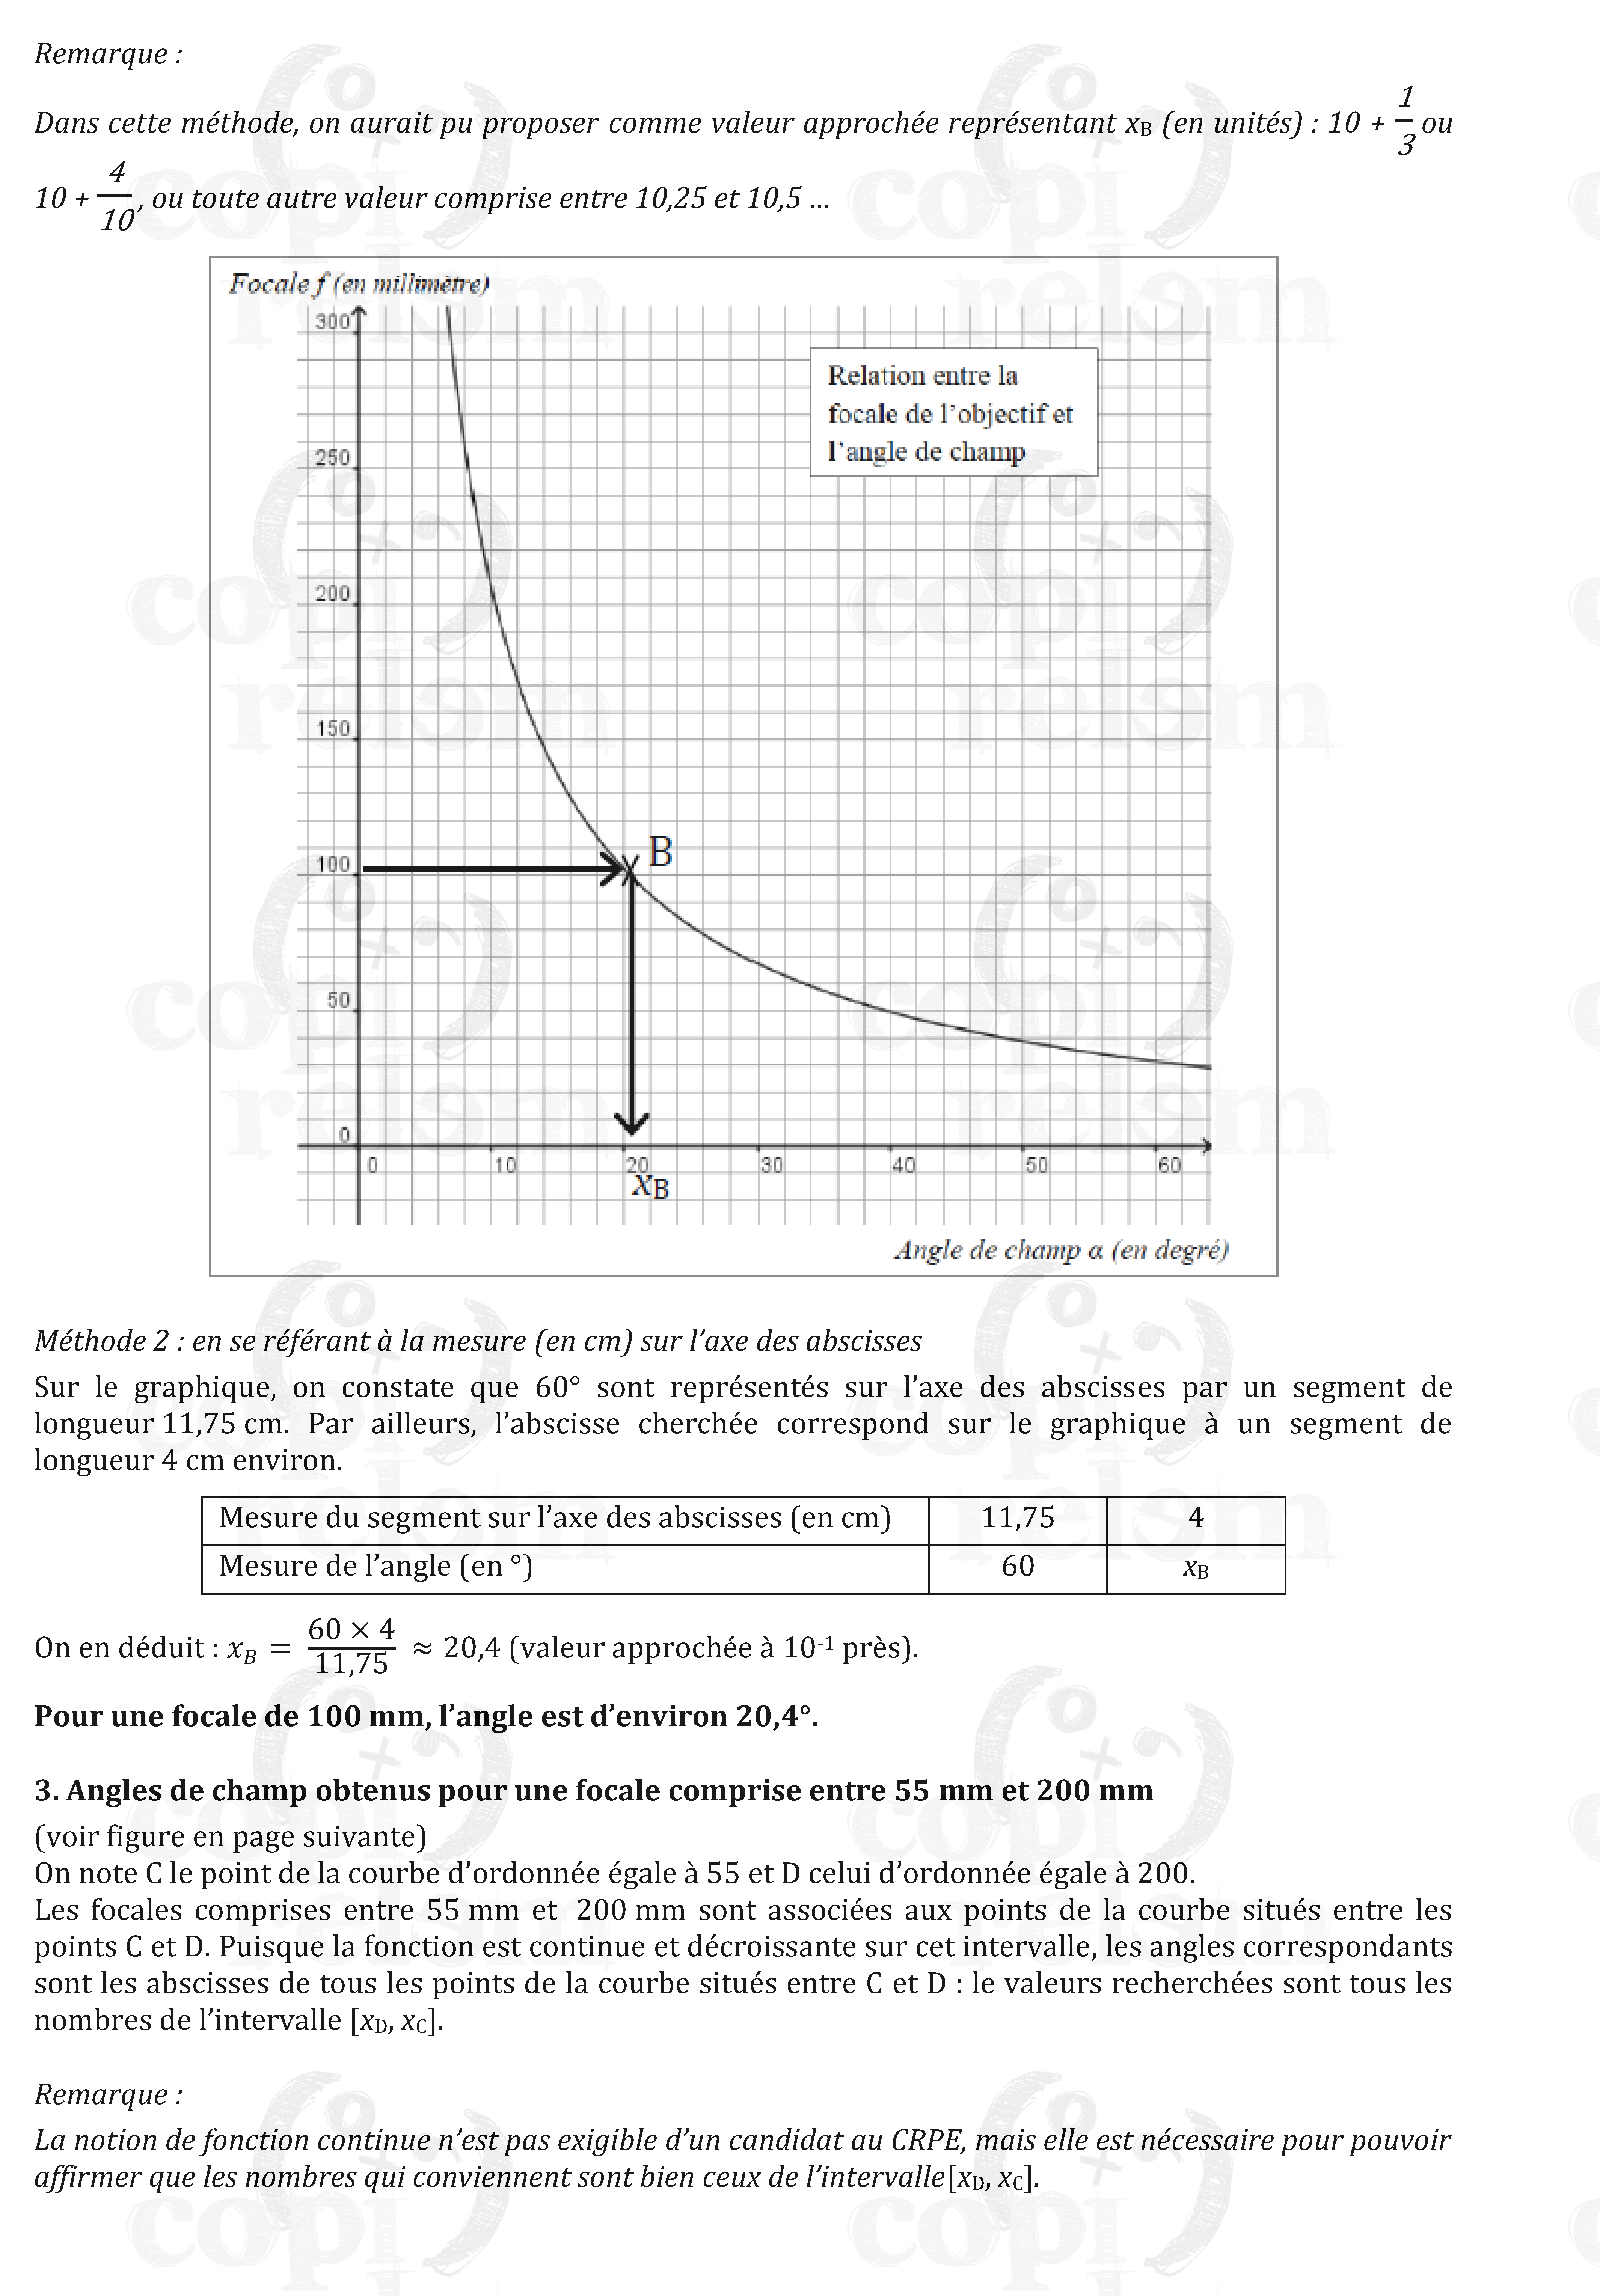 Remarque :
Dans cette méthode, on aurait pu proposer comme valeur approchée représentant xB (en unités) : 10 + 1/3 ou
10 + 4/10, ou toute autre valeur comprise entre 10,25 et 10,5 ...
Focale f (en millimètre)
300
Relation entre la
focale de l'objectif et
l'angle de champ
250
200
150
B
100
50
0
0 10 20 30 40 50 60
xB
Angle de champ α (en degré)
Méthode 2 : en se référant à la mesure (en cm) sur l'axe des abscisses
Sur le graphique, on constate que 60° sont représentés sur l'axe des abscisses par un segment de
longueur 11,75 cm. Par ailleurs, l'abscisse cherchée correspond sur le graphique à un segment de
longueur 4 cm environ.
Mesure du segment sur l'axe des abscisses (en cm) 11,75 4
Mesure de l'angle (en °) 60 xB
On en déduit : xB = 60 × 4 / 11,75 ≈ 20,4 (valeur approchée à 10-1 près).
Pour une focale de 100 mm, l'angle est d'environ 20,4°.
3. Angles de champ obtenus pour une focale comprise entre 55 mm et 200 mm
(voir figure en page suivante)
On note C le point de la courbe d'ordonnée égale à 55 et D celui d'ordonnée égale à 200.
Les focales comprises entre 55 mm et 200 mm sont associées aux points de la courbe situés entre les
points C et D. Puisque la fonction est continue et décroissante sur cet intervalle, les angles correspondants
sont les abscisses de tous les points de la courbe situés entre C et D : le valeurs recherchées sont tous les
nombres de l'intervalle [xD, xC].
Remarque :
La notion de fonction continue n'est pas exigible d'un candidat au CRPE, mais elle est nécessaire pour pouvoir
affirmer que les nombres qui conviennent sont bien ceux de l'intervalle[xD, xC].